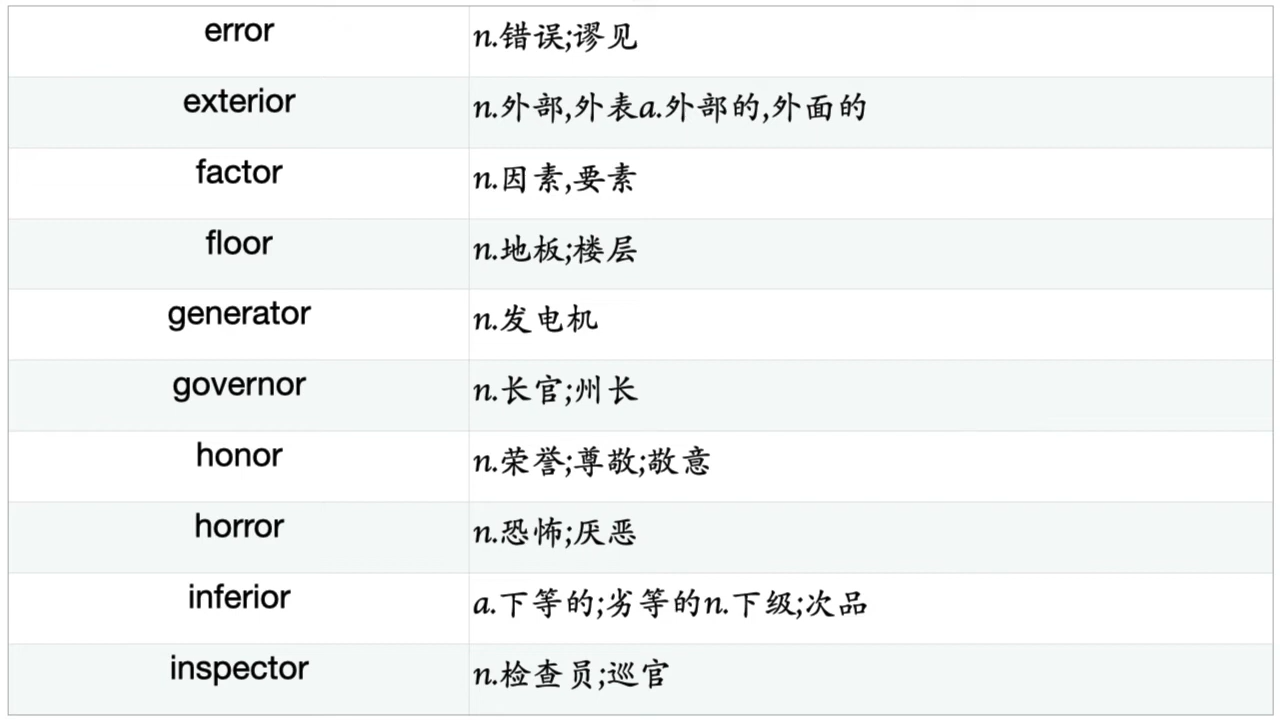 error n.错误;谬见
exterior n.外部,外表a.外部的,外面的
factor n.因素,要素
floor n.地板;楼层
generator n.发电机
governor n.长官;州长
honor n.荣誉;尊敬;敬意
horror n.恐怖;厌恶
inferior a.下等的;劣等的n.下级;次品
inspector n.检查员;巡官